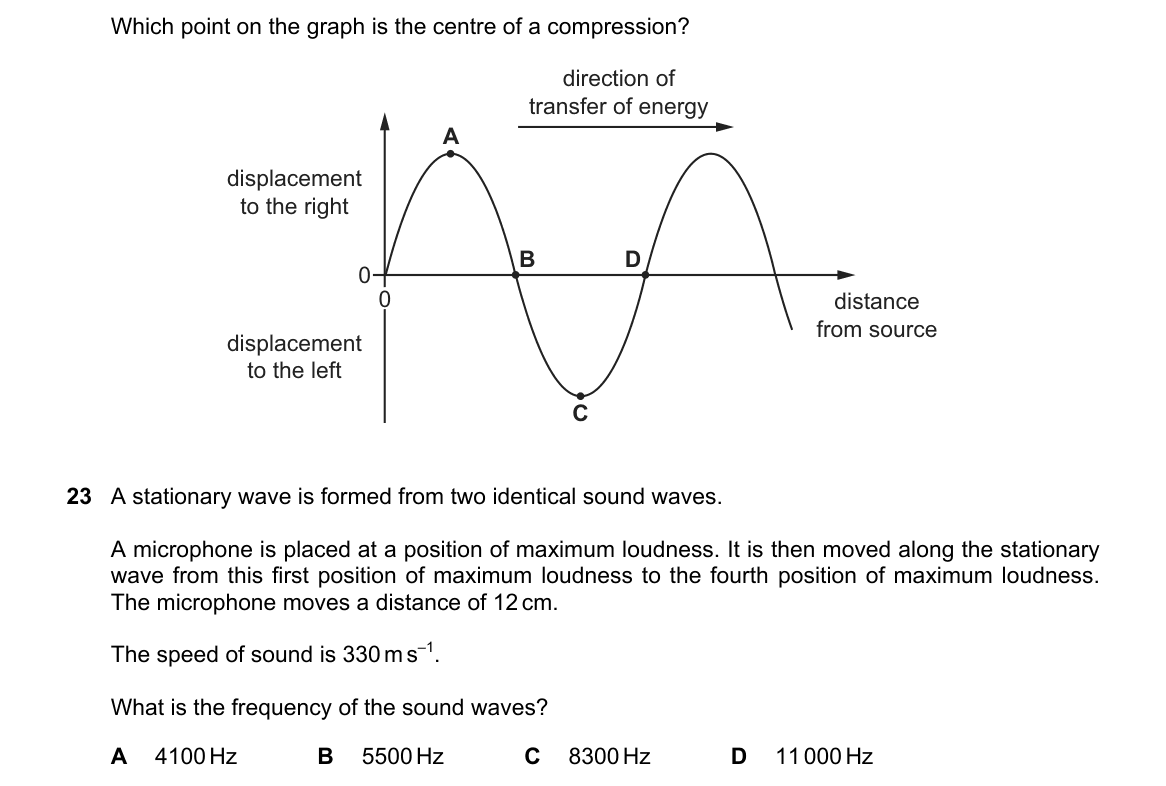 Which point on the graph is the centre of a compression?
direction of
transfer of energy
A
displacement
to the right
B
D
0
0
distance
from source
displacement
to the left
C
23 A stationary wave is formed from two identical sound waves.
A microphone is placed at a position of maximum loudness. It is then moved along the stationary
wave from this first position of maximum loudness to the fourth position of maximum loudness.
The microphone moves a distance of 12 cm.
The speed of sound is 330 m s⁻¹.
What is the frequency of the sound waves?
A 4100 Hz B 5500 Hz C 8300 Hz D 11 000 Hz